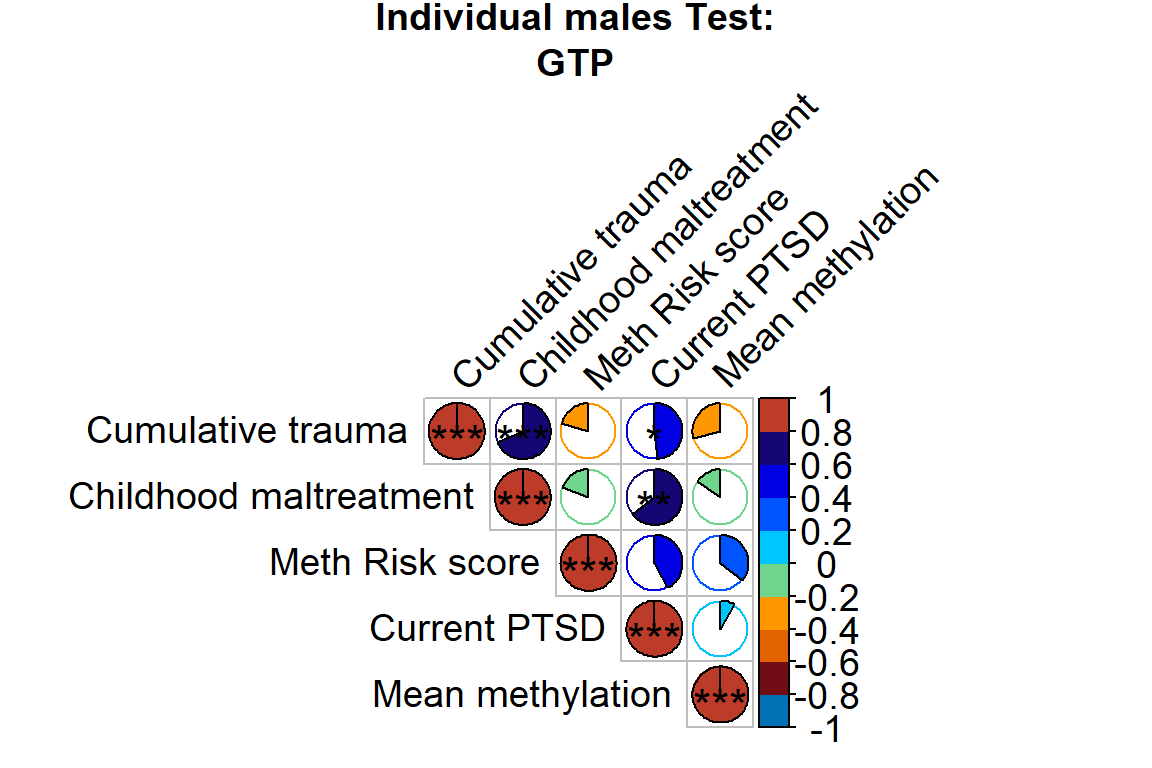 Individual males Test:
GTP
Cumulative trauma
Childhood maltreatment
Meth Risk score
Current PTSD
Mean methylation
Cumulative trauma *** *** *
Childhood maltreatment *** **
Meth Risk score ***
Current PTSD ***
Mean methylation ***
1
0.8
0.6
0.4
0.2
0
-0.2
-0.4
-0.6
-0.8
-1